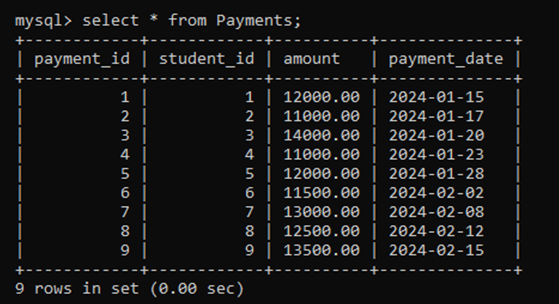 mysql> select * from Payments;
+------------+------------+----------+--------------+
| payment_id | student_id | amount   | payment_date |
+------------+------------+----------+--------------+
|          1 |          1 | 12000.00 | 2024-01-15   |
|          2 |          2 | 11000.00 | 2024-01-17   |
|          3 |          3 | 14000.00 | 2024-01-20   |
|          4 |          4 | 11000.00 | 2024-01-23   |
|          5 |          5 | 12000.00 | 2024-01-28   |
|          6 |          6 | 11500.00 | 2024-02-02   |
|          7 |          7 | 13000.00 | 2024-02-08   |
|          8 |          8 | 12500.00 | 2024-02-12   |
|          9 |          9 | 13500.00 | 2024-02-15   |
+------------+------------+----------+--------------+
9 rows in set (0.00 sec)